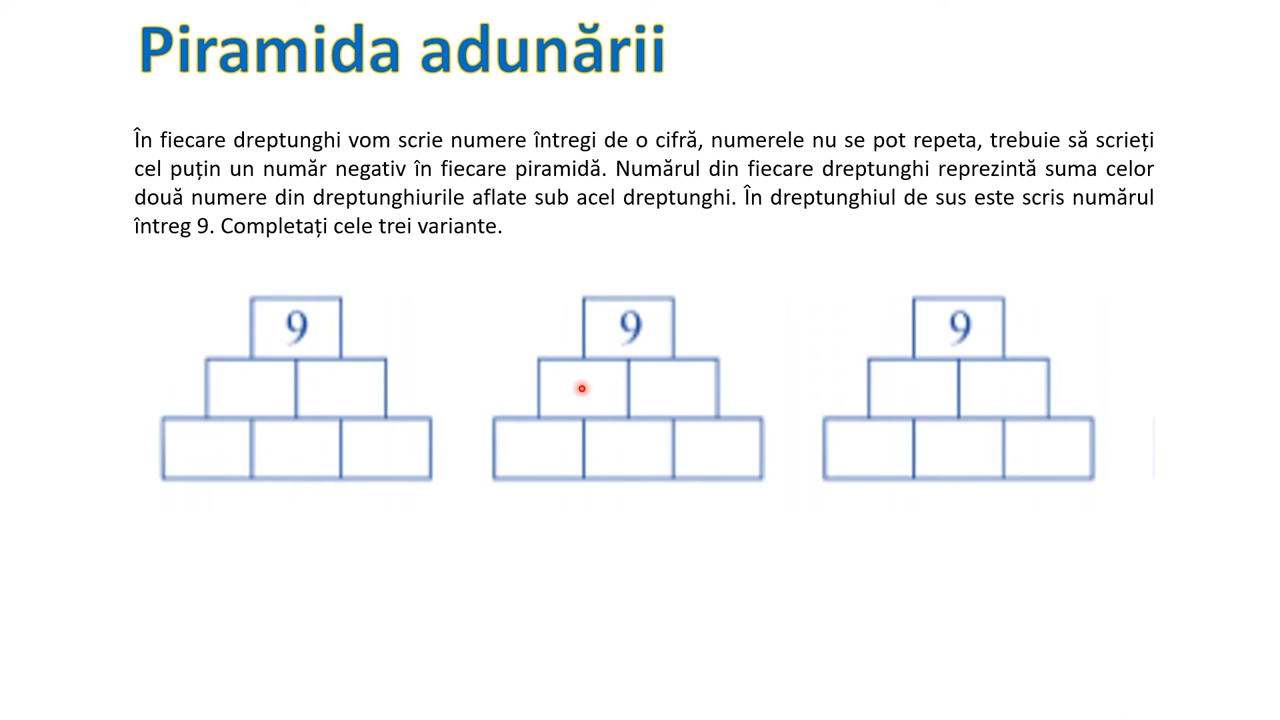 Piramida adunării
În fiecare dreptunghi vom scrie numere întregi de o cifră, numerele nu se pot repeta, trebuie să scrieți
cel puțin un număr negativ în fiecare piramidă. Numărul din fiecare dreptunghi reprezintă suma celor
două numere din dreptunghiurile aflate sub acel dreptunghi. În dreptunghiul de sus este scris numărul
întreg 9. Completați cele trei variante.
9 9 9